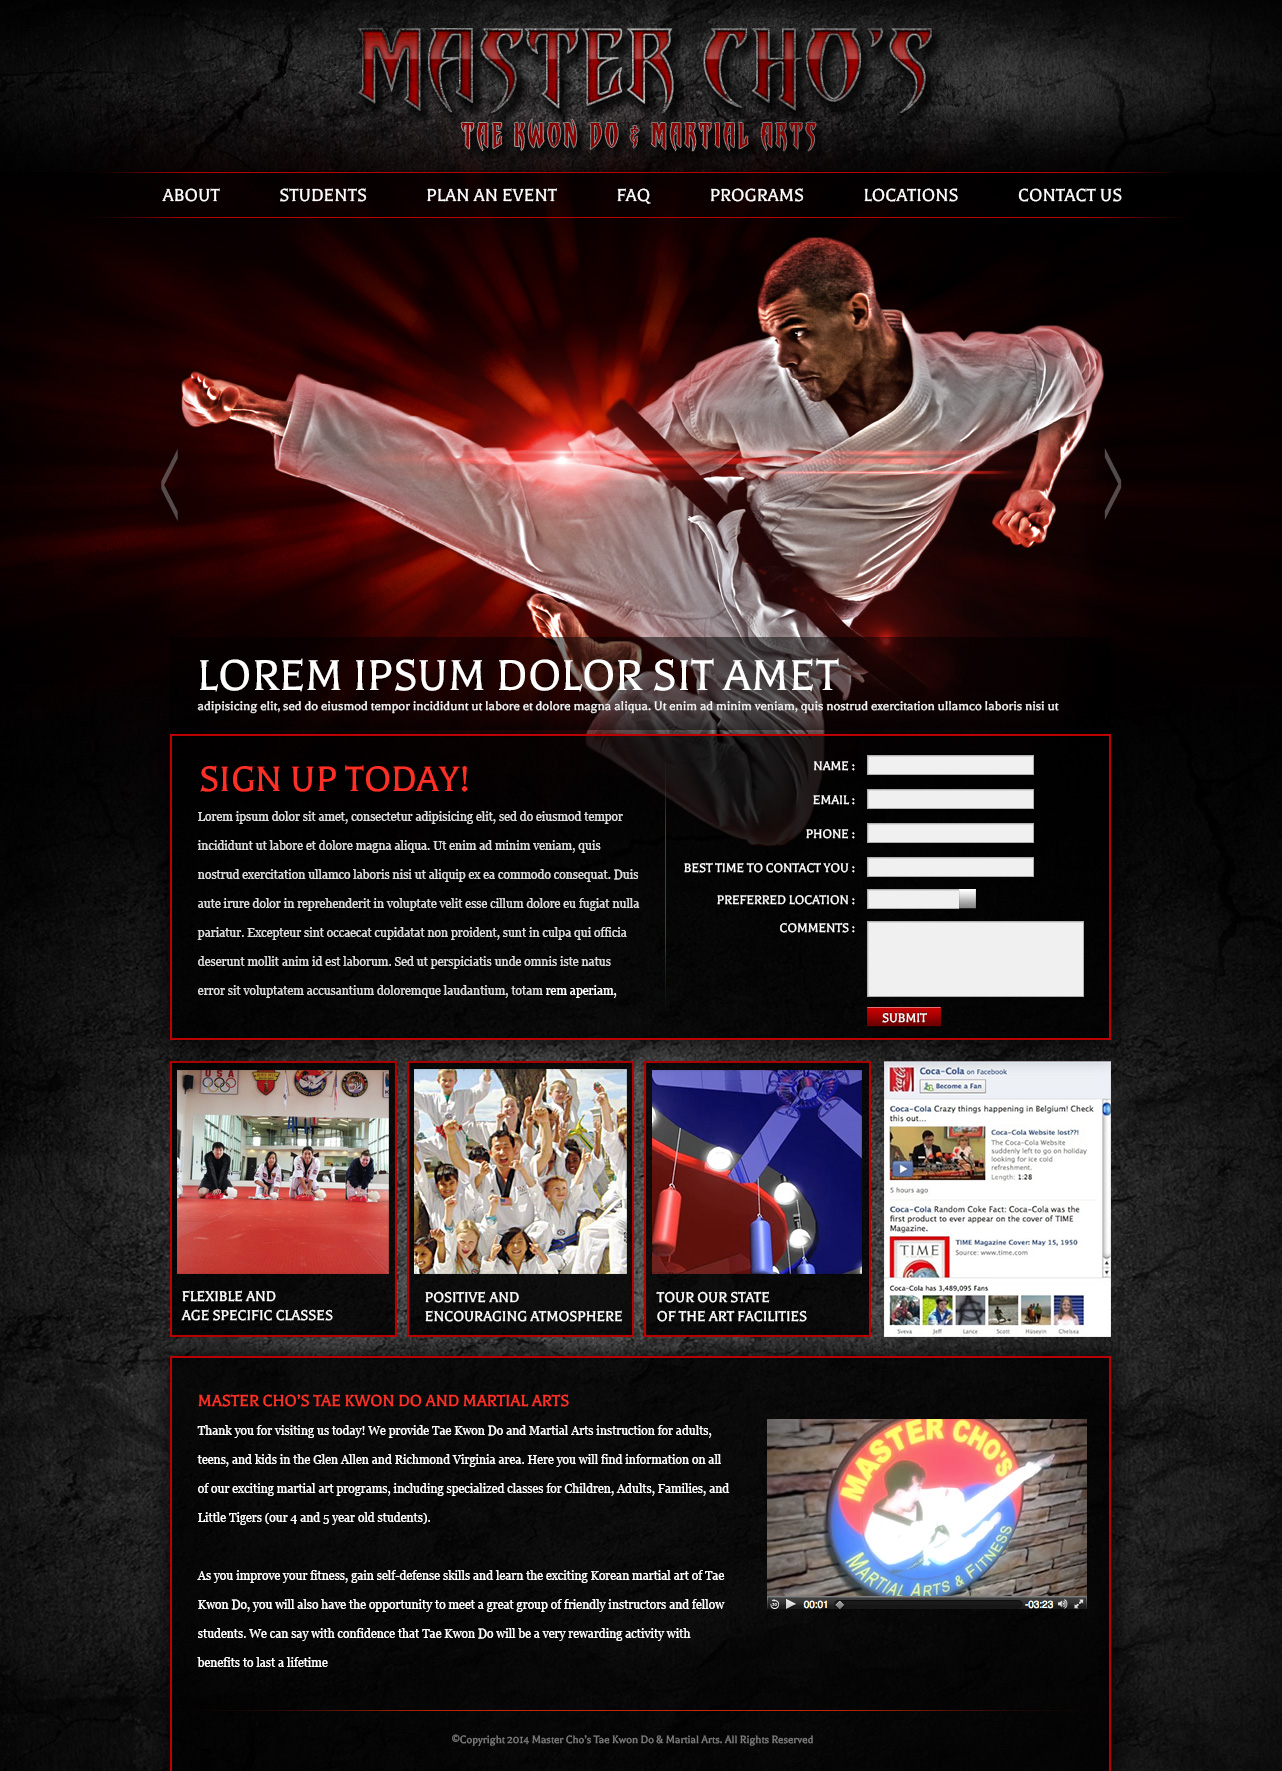 MASTER CHO'S
TAE KWON DO & MARTIAL ARTS
ABOUT STUDENTS PLAN AN EVENT FAQ PROGRAMS LOCATIONS CONTACT US
LOREM IPSUM DOLOR SIT AMET
adipisicing elit, sed do eiusmod tempor incididunt ut labore et dolore magna aliqua. Ut enim ad minim veniam, quis nostrud exercitation ullamco laboris nisi ut
SIGN UP TODAY!
Lorem ipsum dolor sit amet, consectetur adipisicing elit, sed do eiusmod tempor
incididunt ut labore et dolore magna aliqua. Ut enim ad minim veniam, quis
nostrud exercitation ullamco laboris nisi ut aliquip ex ea commodo consequat. Duis
aute irure dolor in reprehenderit in voluptate velit esse cillum dolore eu fugiat nulla
pariatur. Excepteur sint occaecat cupidatat non proident, sunt in culpa qui officia
deserunt mollit anim id est laborum. Sed ut perspiciatis unde omnis iste natus
error sit voluptatem accusantium doloremque laudantium, totam rem aperiam,
NAME :
EMAIL :
PHONE :
BEST TIME TO CONTACT YOU :
PREFERRED LOCATION :
COMMENTS :
SUBMIT
USA
FLEXIBLE AND
AGE SPECIFIC CLASSES
POSITIVE AND
ENCOURAGING ATMOSPHERE
TOUR OUR STATE
OF THE ART FACILITIES
Coca-Cola on Facebook
Become a Fan
Coca-Cola Crazy things happening in Belgium! Check
this out...
Coca-Cola Website lost??!
The Coca-Cola Website
suddenly left to go on holiday
looking for ice cold
refreshment.
Length: 1:28
5 hours ago
Coca-Cola Random Coke Fact: Coca-Cola was the
first product to ever appear on the cover of TIME
Magazine.
TIME
TIME Magazine Cover: May 15, 1950
Source: www.time.com
Coca-Cola has 3,489,095 Fans
Sveva Jeff Lance Scott Hüseyin Chelsea
MASTER CHO'S TAE KWON DO AND MARTIAL ARTS
Thank you for visiting us today! We provide Tae Kwon Do and Martial Arts instruction for adults,
teens, and kids in the Glen Allen and Richmond Virginia area. Here you will find information on all
of our exciting martial art programs, including specialized classes for Children, Adults, Families, and
Little Tigers (our 4 and 5 year old students).
As you improve your fitness, gain self-defense skills and learn the exciting Korean martial art of Tae
Kwon Do, you will also have the opportunity to meet a great group of friendly instructors and fellow
students. We can say with confidence that Tae Kwon Do will be a very rewarding activity with
benefits to last a lifetime
MASTER CHO'S
MARTIAL ARTS & FITNESS
00:01 -03:23
©Copyright 2014 Master Cho's Tae Kwon Do & Martial Arts. All Rights Reserved